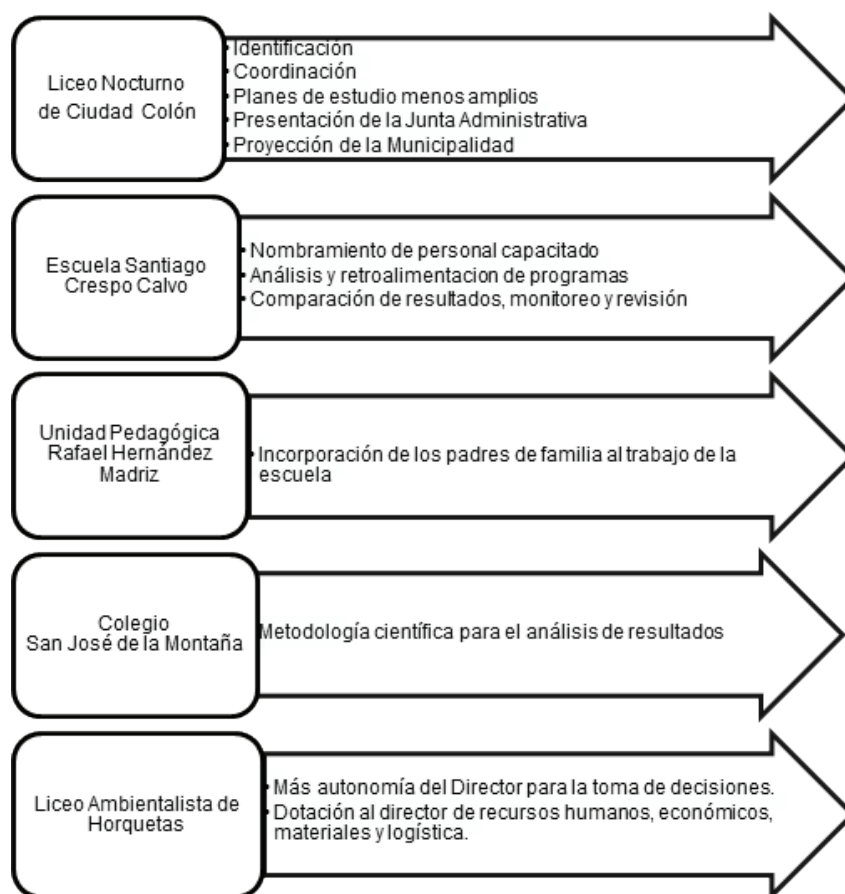 Liceo Nocturno
de Ciudad Colón
• Identificación
• Coordinación
• Planes de estudio menos amplios
• Presentación de la Junta Administrativa
• Proyección de la Municipalidad
Escuela Santiago
Crespo Calvo
• Nombramiento de personal capacitado
• Análisis y retroalimentacion de programas
• Comparación de resultados, monitoreo y revisión
Unidad Pedagógica
Rafael Hernández
Madriz
• Incorporación de los padres de familia al trabajo de la
escuela
Colegio
San José de la Montaña
Metodología científica para el análisis de resultados
Liceo Ambientalista de
Horquetas
• Más autonomía del Director para la toma de decisiones.
• Dotación al director de recursos humanos, económicos,
materiales y logística.